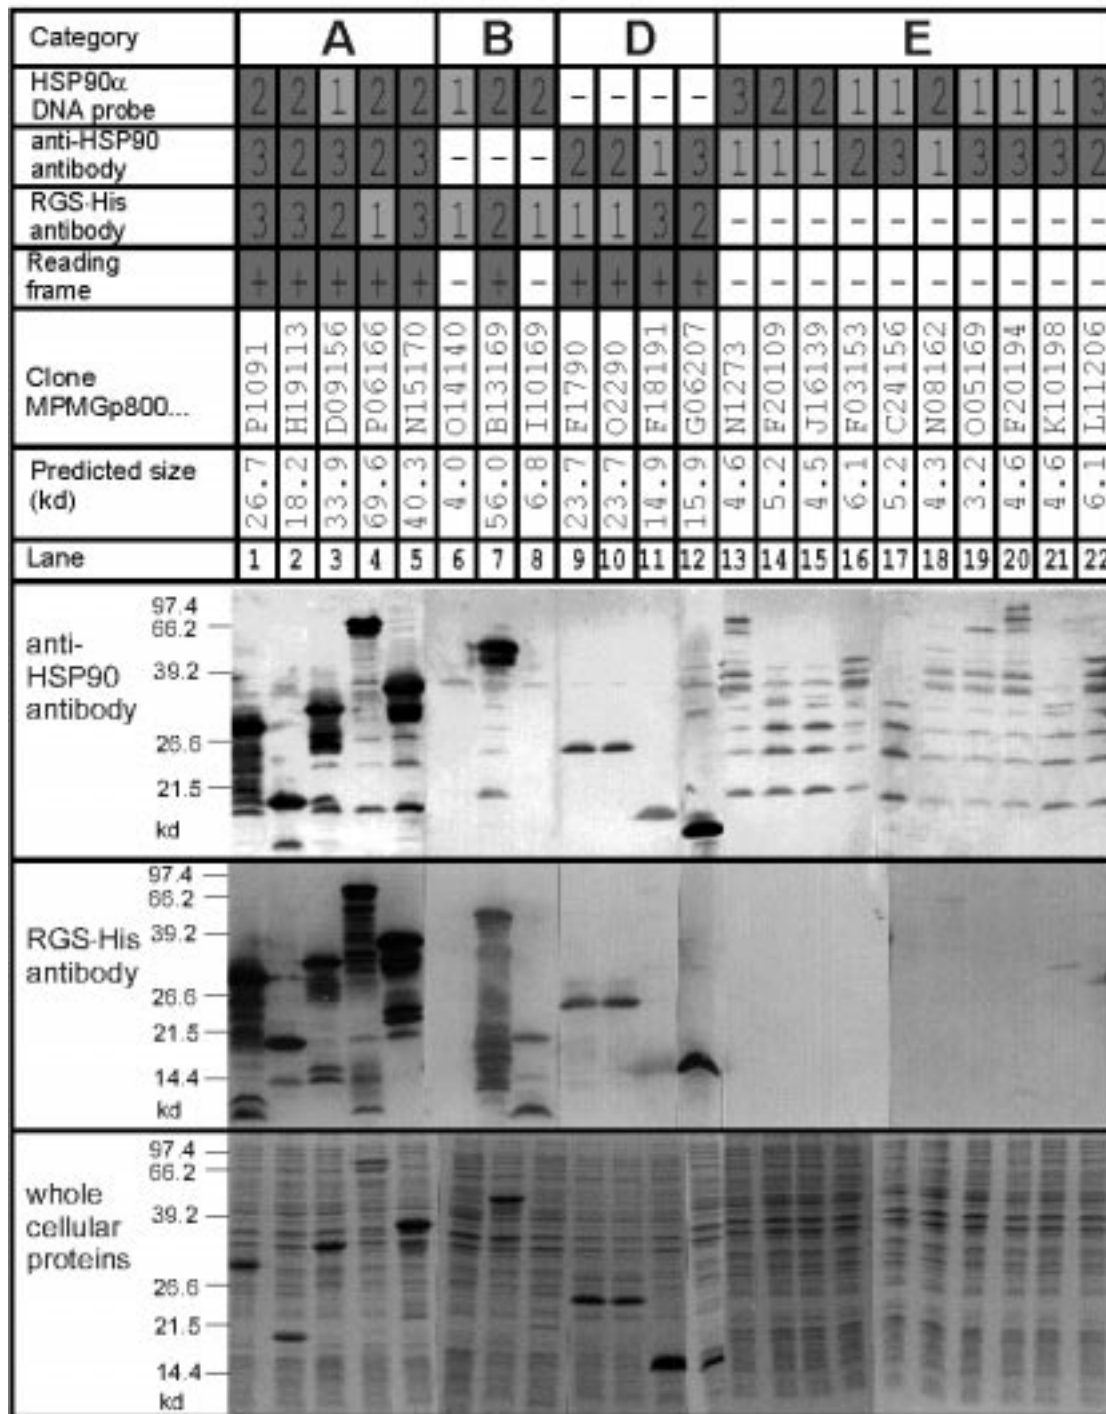 Category A B D E
HSP90α DNA probe 2 2 1 2 2 1 2 2 - - - - 3 2 2 1 1 2 1 1 1 3
anti-HSP90 antibody 3 2 3 2 3 - - - 2 2 1 3 1 1 1 2 3 1 3 3 3 2
RGS-His antibody 3 3 2 1 3 1 2 1 1 1 3 2 - - - - - - - - - -
Reading frame + + + + + - + - + + + + - - - - - - - - - -
Clone MPMGp800... P1091 H19113 D09156 P06166 N15170 O14140 B13169 I10169 F1790 O2290 F18191 G06207 N1273 F20109 J16139 F03153 C24156 N08162 O05169 F20194 K10198 L11206
Predicted size (kd) 26.7 18.2 33.9 69.6 40.3 4.0 56.0 6.8 23.7 23.7 14.9 15.9 4.6 5.2 4.5 6.1 5.2 4.3 3.2 4.6 4.6 6.1
Lane 1 2 3 4 5 6 7 8 9 10 11 12 13 14 15 16 17 18 19 20 21 22
anti-
HSP90
antibody
97.4
66.2
39.2
26.6
21.5
kd
RGS-His
antibody
97.4
66.2
39.2
26.6
21.5
14.4
kd
whole
cellular
proteins
97.4
66.2
39.2
26.6
21.5
14.4
kd